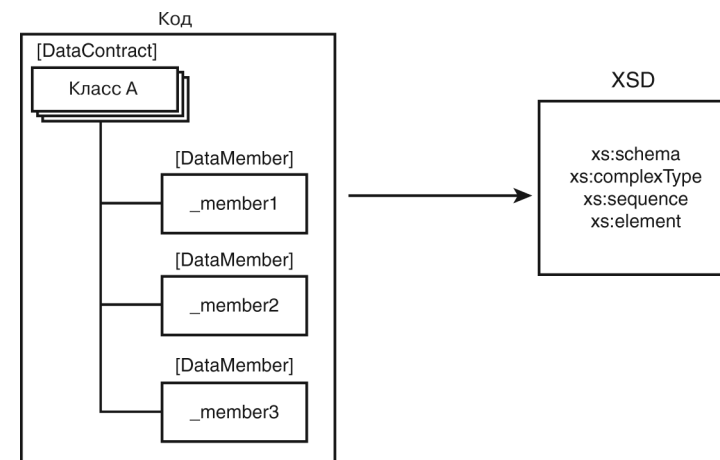 Код
[DataContract]
Класс А
[DataMember]
_member1
[DataMember]
_member2
[DataMember]
_member3
XSD
xs:schema
xs:complexType
xs:sequence
xs:element